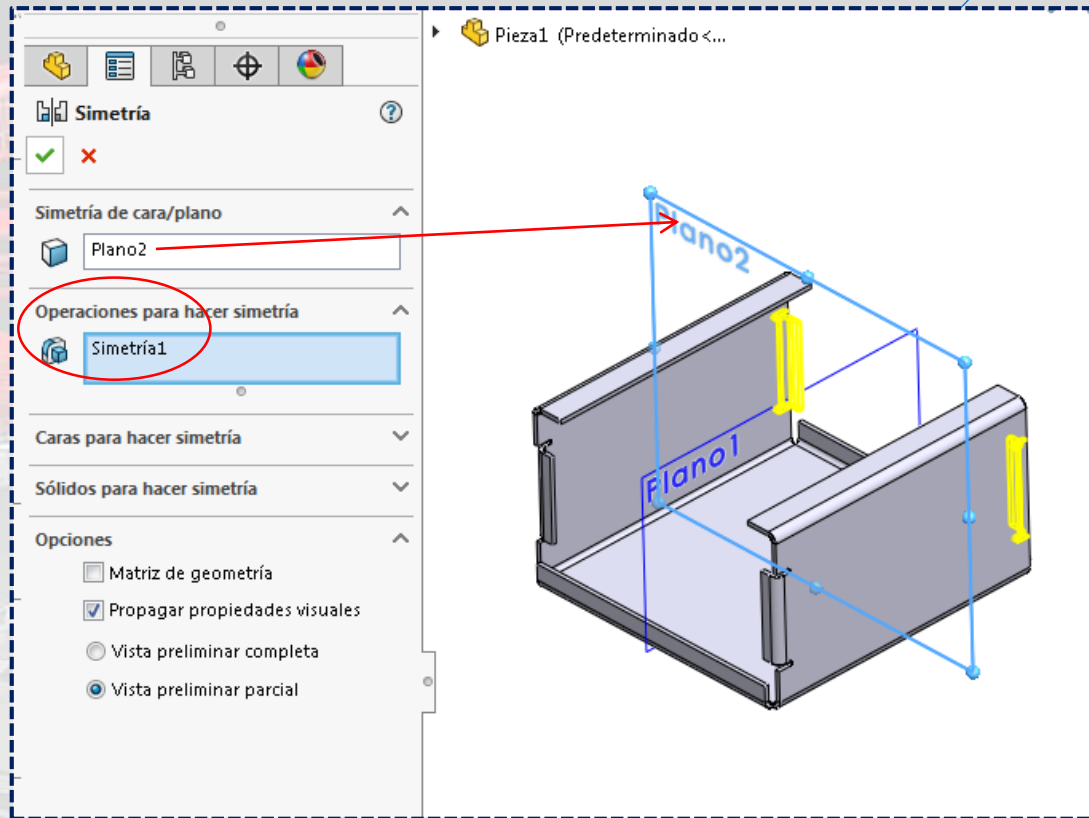 Pieza1 (Predeterminado<...
Simetría
Simetría de cara/plano
Plano2
Operaciones para hacer simetría
Simetría1
Caras para hacer simetría
Sólidos para hacer simetría
Opciones
Matriz de geometría
Propagar propiedades visuales
Vista preliminar completa
Vista preliminar parcial
Plano2
Plano1